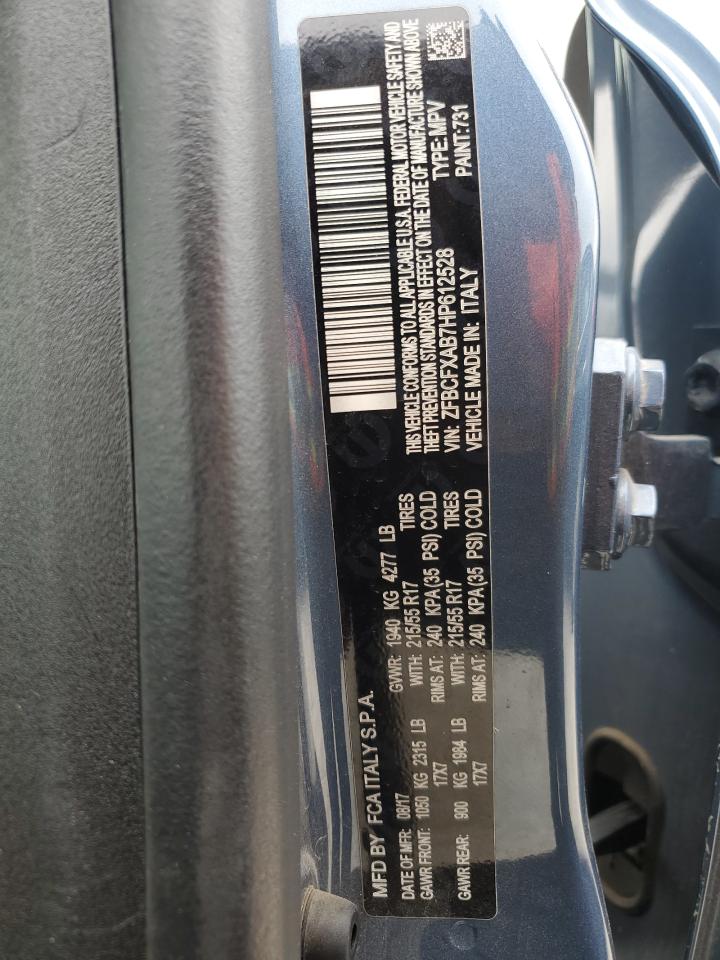 MFD BY FCA ITALY S.P.A.
DATE OF MFR: 08/17 GVWR: 1940 KG 4277 LB
GAWR FRONT: 1050 KG 2315 LB WITH: 215/55 R17 TIRES
17X7 RIMS AT: 240 KPA(35 PSI) COLD
GAWR REAR: 900 KG 1984 LB WITH: 215/55 R17 TIRES
17X7 RIMS AT: 240 KPA(35 PSI) COLD
THIS VEHICLE CONFORMS TO ALL APPLICABLE U.S.A. FEDERAL MOTOR VEHICLE SAFETY AND
THEFT PREVENTION STANDARDS IN EFFECT ON THE DATE OF MANUFACTURE SHOWN ABOVE
VIN: ZFBCFXAB7HP612528 TYPE: MPV
VEHICLE MADE IN: ITALY PAINT: 731